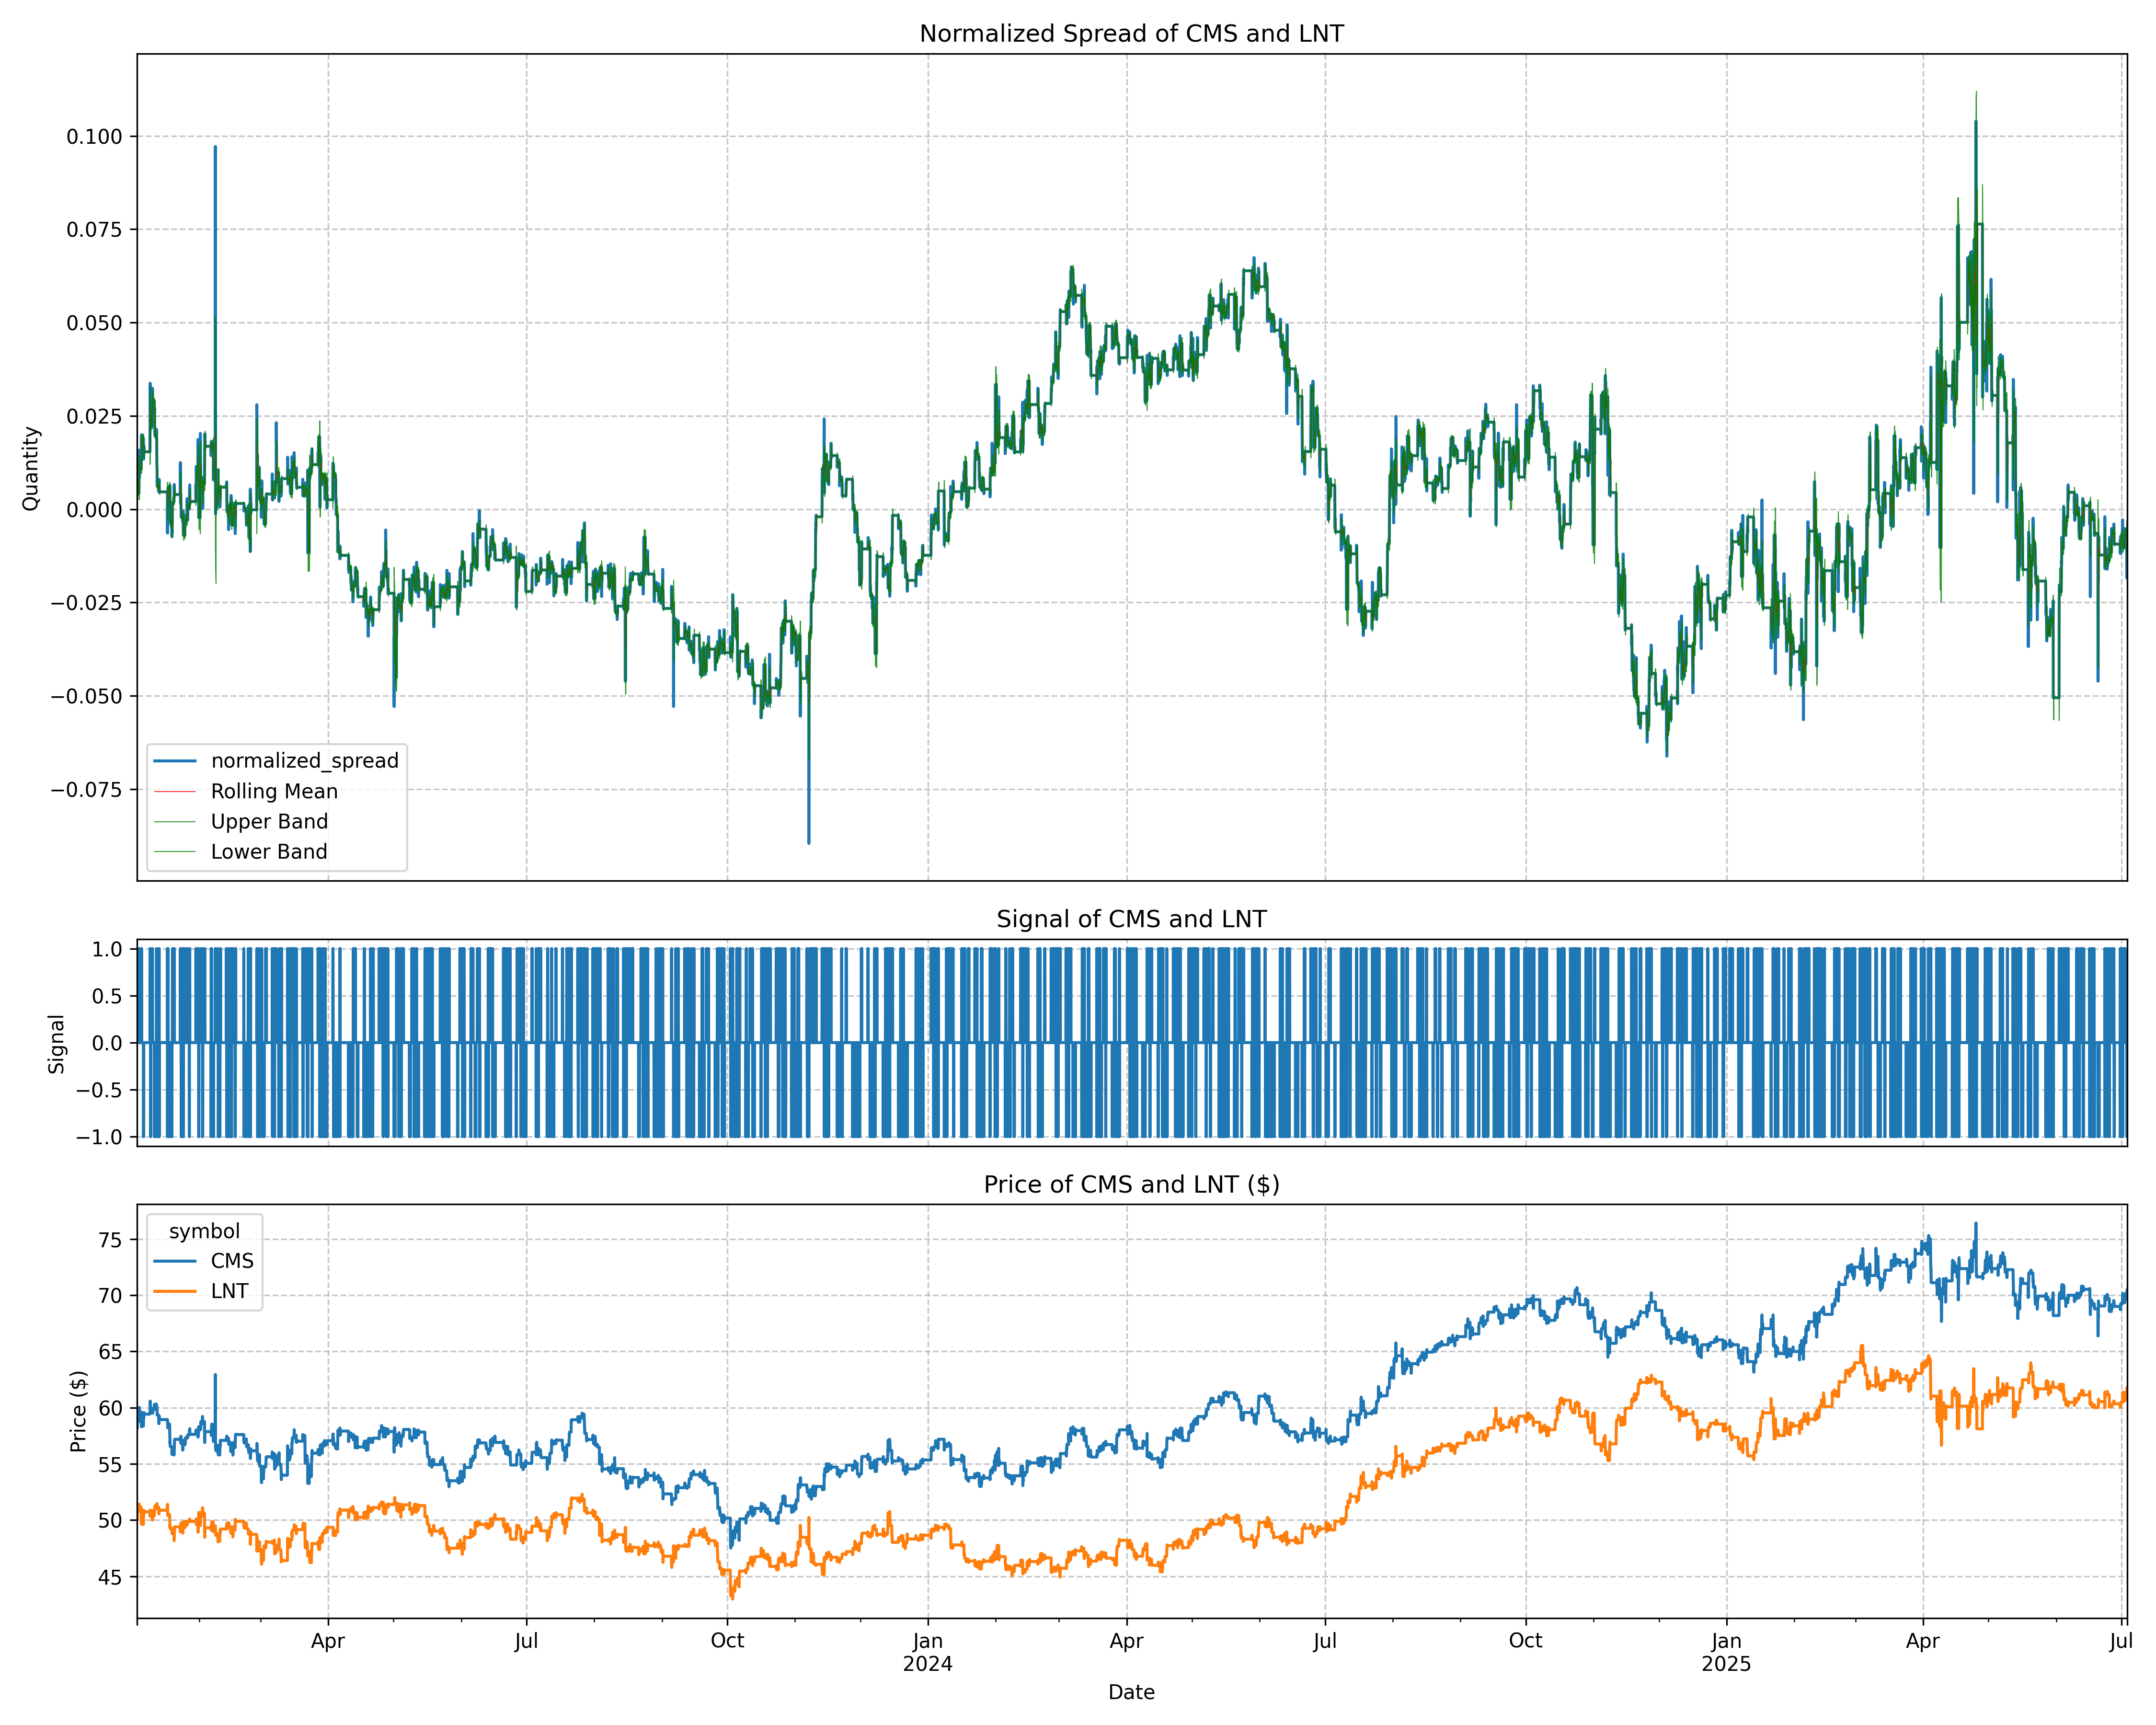 Normalized Spread of CMS and LNT
Quantity
0.100
0.075
0.050
0.025
0.000
−0.025
−0.050
−0.075
normalized_spread
Rolling Mean
Upper Band
Lower Band
Signal of CMS and LNT
Signal
1.0
0.5
0.0
−0.5
−1.0
Price of CMS and LNT ($)
Price ($)
75
70
65
60
55
50
45
symbol
CMS
LNT
Apr Jul Oct Jan Apr Jul Oct Jan Apr Jul
2024 2025
Date